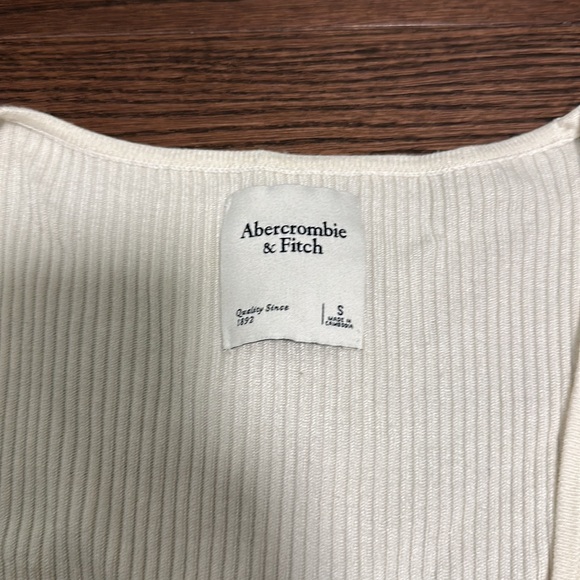 Abercrombie
& Fitch
Quality Since
1892
S
MADE IN
CAMBODIA